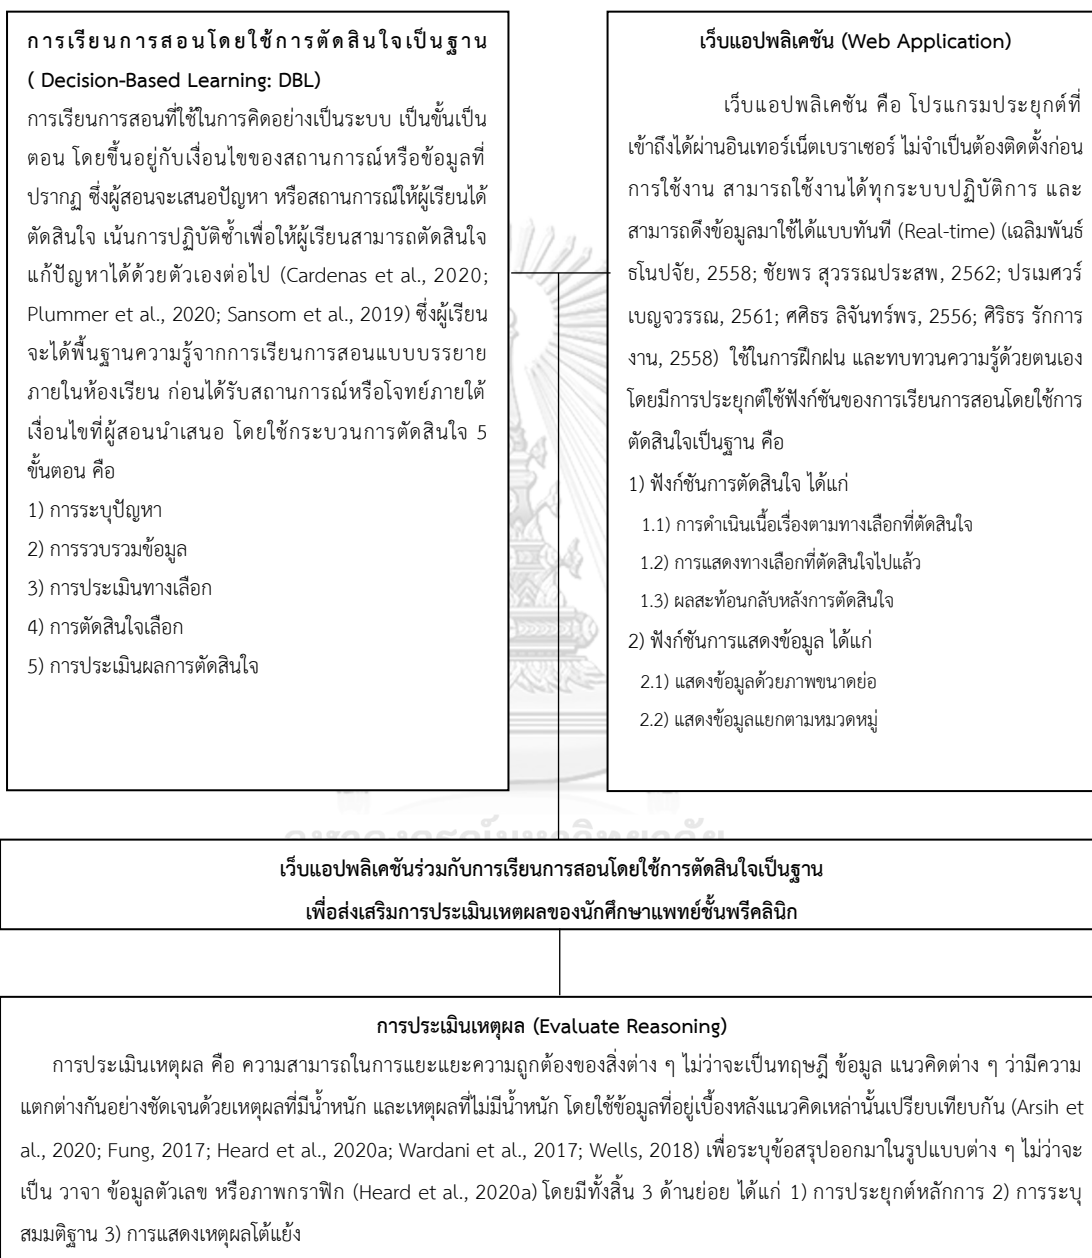 การเรียนการสอนโดยใช้การตัดสินใจเป็นฐาน
( Decision-Based Learning: DBL)
การเรียนการสอนที่ใช้ในการคิดอย่างเป็นระบบ เป็นขั้นเป็น
ตอน โดยขึ้นอยู่กับเงื่อนไขของสถานการณ์หรือข้อมูลที่
ปรากฏ ซึ่งผู้สอนจะเสนอปัญหา หรือสถานการณ์ให้ผู้เรียนได้
ตัดสินใจ เน้นการปฏิบัติซ้ำเพื่อให้ผู้เรียนสามารถตัดสินใจ
แก้ปัญหาได้ด้วยตัวเองต่อไป (Cardenas et al., 2020;
Plummer et al., 2020; Sansom et al., 2019) ซึ่งผู้เรียน
จะได้พื้นฐานความรู้จากการเรียนการสอนแบบบรรยาย
ภายในห้องเรียน ก่อนได้รับสถานการณ์หรือโจทย์ภายใต้
เงื่อนไขที่ผู้สอนนำเสนอ โดยใช้กระบวนการตัดสินใจ 5
ขั้นตอน คือ
1) การระบุปัญหา
2) การรวบรวมข้อมูล
3) การประเมินทางเลือก
4) การตัดสินใจเลือก
5) การประเมินผลการตัดสินใจ
เว็บแอปพลิเคชัน (Web Application)
เว็บแอปพลิเคชัน คือ โปรแกรมประยุกต์ที่
เข้าถึงได้ผ่านอินเทอร์เน็ตเบราเซอร์ ไม่จำเป็นต้องติดตั้งก่อน
การใช้งาน สามารถใช้งานได้ทุกระบบปฏิบัติการ และ
สามารถดึงข้อมูลมาใช้ได้แบบทันที (Real-time) (เฉลิมพันธ์
ธโนปจัย, 2558; ชัยพร สุวรรณประสพ, 2562; ปรเมศวร์
เบญจวรรณ, 2561; ศศิธร ลิจันทร์พร, 2556; ศิริธร รักการ
งาน, 2558) ใช้ในการฝึกฝน และทบทวนความรู้ด้วยตนเอง
โดยมีการประยุกต์ใช้ฟังก์ชันของการเรียนการสอนโดยใช้การ
ตัดสินใจเป็นฐาน คือ
1) ฟังก์ชันการตัดสินใจ ได้แก่
1.1) การดำเนินเนื้อเรื่องตามทางเลือกที่ตัดสินใจ
1.2) การแสดงทางเลือกที่ตัดสินใจไปแล้ว
1.3) ผลสะท้อนกลับหลังการตัดสินใจ
2) ฟังก์ชันการแสดงข้อมูล ได้แก่
2.1) แสดงข้อมูลด้วยภาพขนาดย่อ
2.2) แสดงข้อมูลแยกตามหมวดหมู่
เว็บแอปพลิเคชันร่วมกับการเรียนการสอนโดยใช้การตัดสินใจเป็นฐาน
เพื่อส่งเสริมการประเมินเหตผลของนักศึกษาแพทย์ชั้นพรีคลินิก
การประเมินเหตุผล (Evaluate Reasoning)
การประเมินเหตุผล คือ ความสามารถในการแยะแยะความถูกต้องของสิ่งต่าง ๆ ไม่ว่าจะเป็นทฤษฎี ข้อมูล แนวคิดต่าง ๆ ว่ามีความ
แตกต่างกันอย่างชัดเจนด้วยเหตุผลที่มีน้ำหนัก และเหตุผลที่ไม่มีน้ำหนัก โดยใช้ข้อมูลที่อยู่เบื้องหลังแนวคิดเหล่านั้นเปรียบเทียบกัน (Arsih et
al., 2020; Fung, 2017; Heard et al., 2020a; Wardani et al., 2017; Wells, 2018) เพื่อระบุข้อสรุปออกมาในรูปแบบต่าง ๆ ไม่ว่าจะ
เป็น วาจา ข้อมูลตัวเลข หรือภาพกราฟิก (Heard et al., 2020a) โดยมีทั้งสิ้น 3 ด้านย่อย ได้แก่ 1) การประยุกต์หลักการ 2) การระบุ
สมมติฐาน 3) การแสดงเหตุผลโต้แย้ง